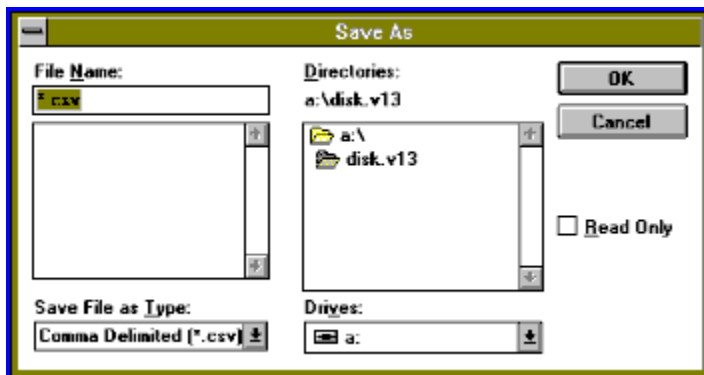 Save As
File Name:
*.csv
Directories:
a:\disk.v13
a:\
disk.v13
OK
Cancel
Read Only
Save File as Type:
Comma Delimited (*.csv)
Drives:
a: